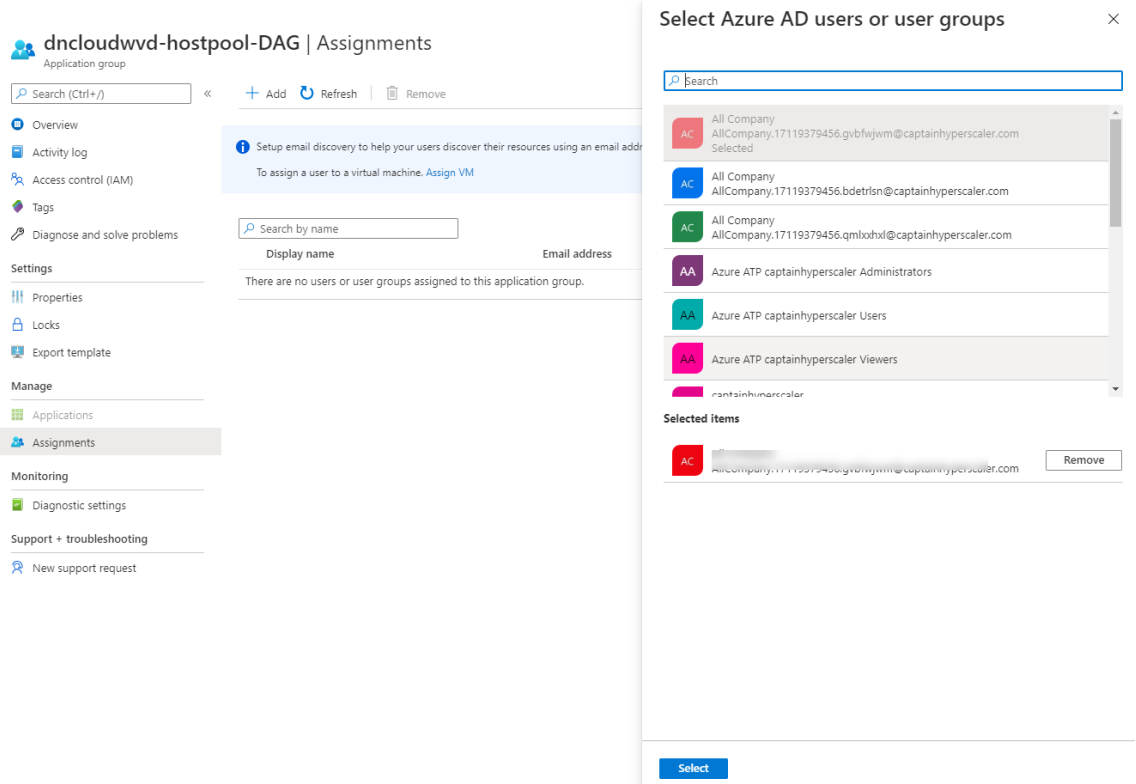 dncloudwvd-hostpool-DAG | Assignments
Application group
Search (Ctrl+/)
«
Overview
Activity log
Access control (IAM)
Tags
Diagnose and solve problems
Settings
Properties
Locks
Export template
Manage
Applications
Assignments
Monitoring
Diagnostic settings
Support + troubleshooting
New support request
Add Refresh Remove
Setup email discovery to help your users discover their resources using an email addr
To assign a user to a virtual machine. Assign VM
Search by name
Display name Email address
There are no users or user groups assigned to this application group.
Select Azure AD users or user groups
Search
AC
All Company
AllCompany.17119379456.gvbfwjwm@captainhyperscaler.com
Selected
AC
All Company
AllCompany.17119379456.bdetrlsn@captainhyperscaler.com
AC
All Company
AllCompany.17119379456.qmlxxhxl@captainhyperscaler.com
AA Azure ATP captainhyperscaler Administrators
AA Azure ATP captainhyperscaler Users
AA Azure ATP captainhyperscaler Viewers
captainhyperscaler
Selected items
AC
AllCompany.17119379456.gvbfwjwm@captainhyperscaler.com
Remove
Select